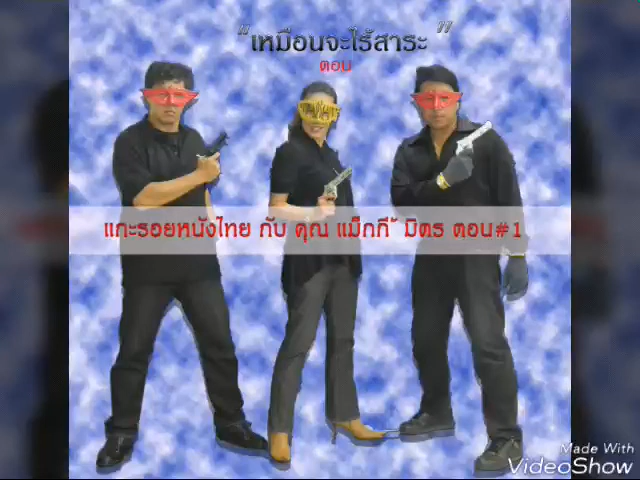 "เหมือนจะไร้สาระ"
ตอน
แกะรอยหนังไทย กับ คุณ แม็กกี้ มิตร ตอน#1
Made With
VideoShow